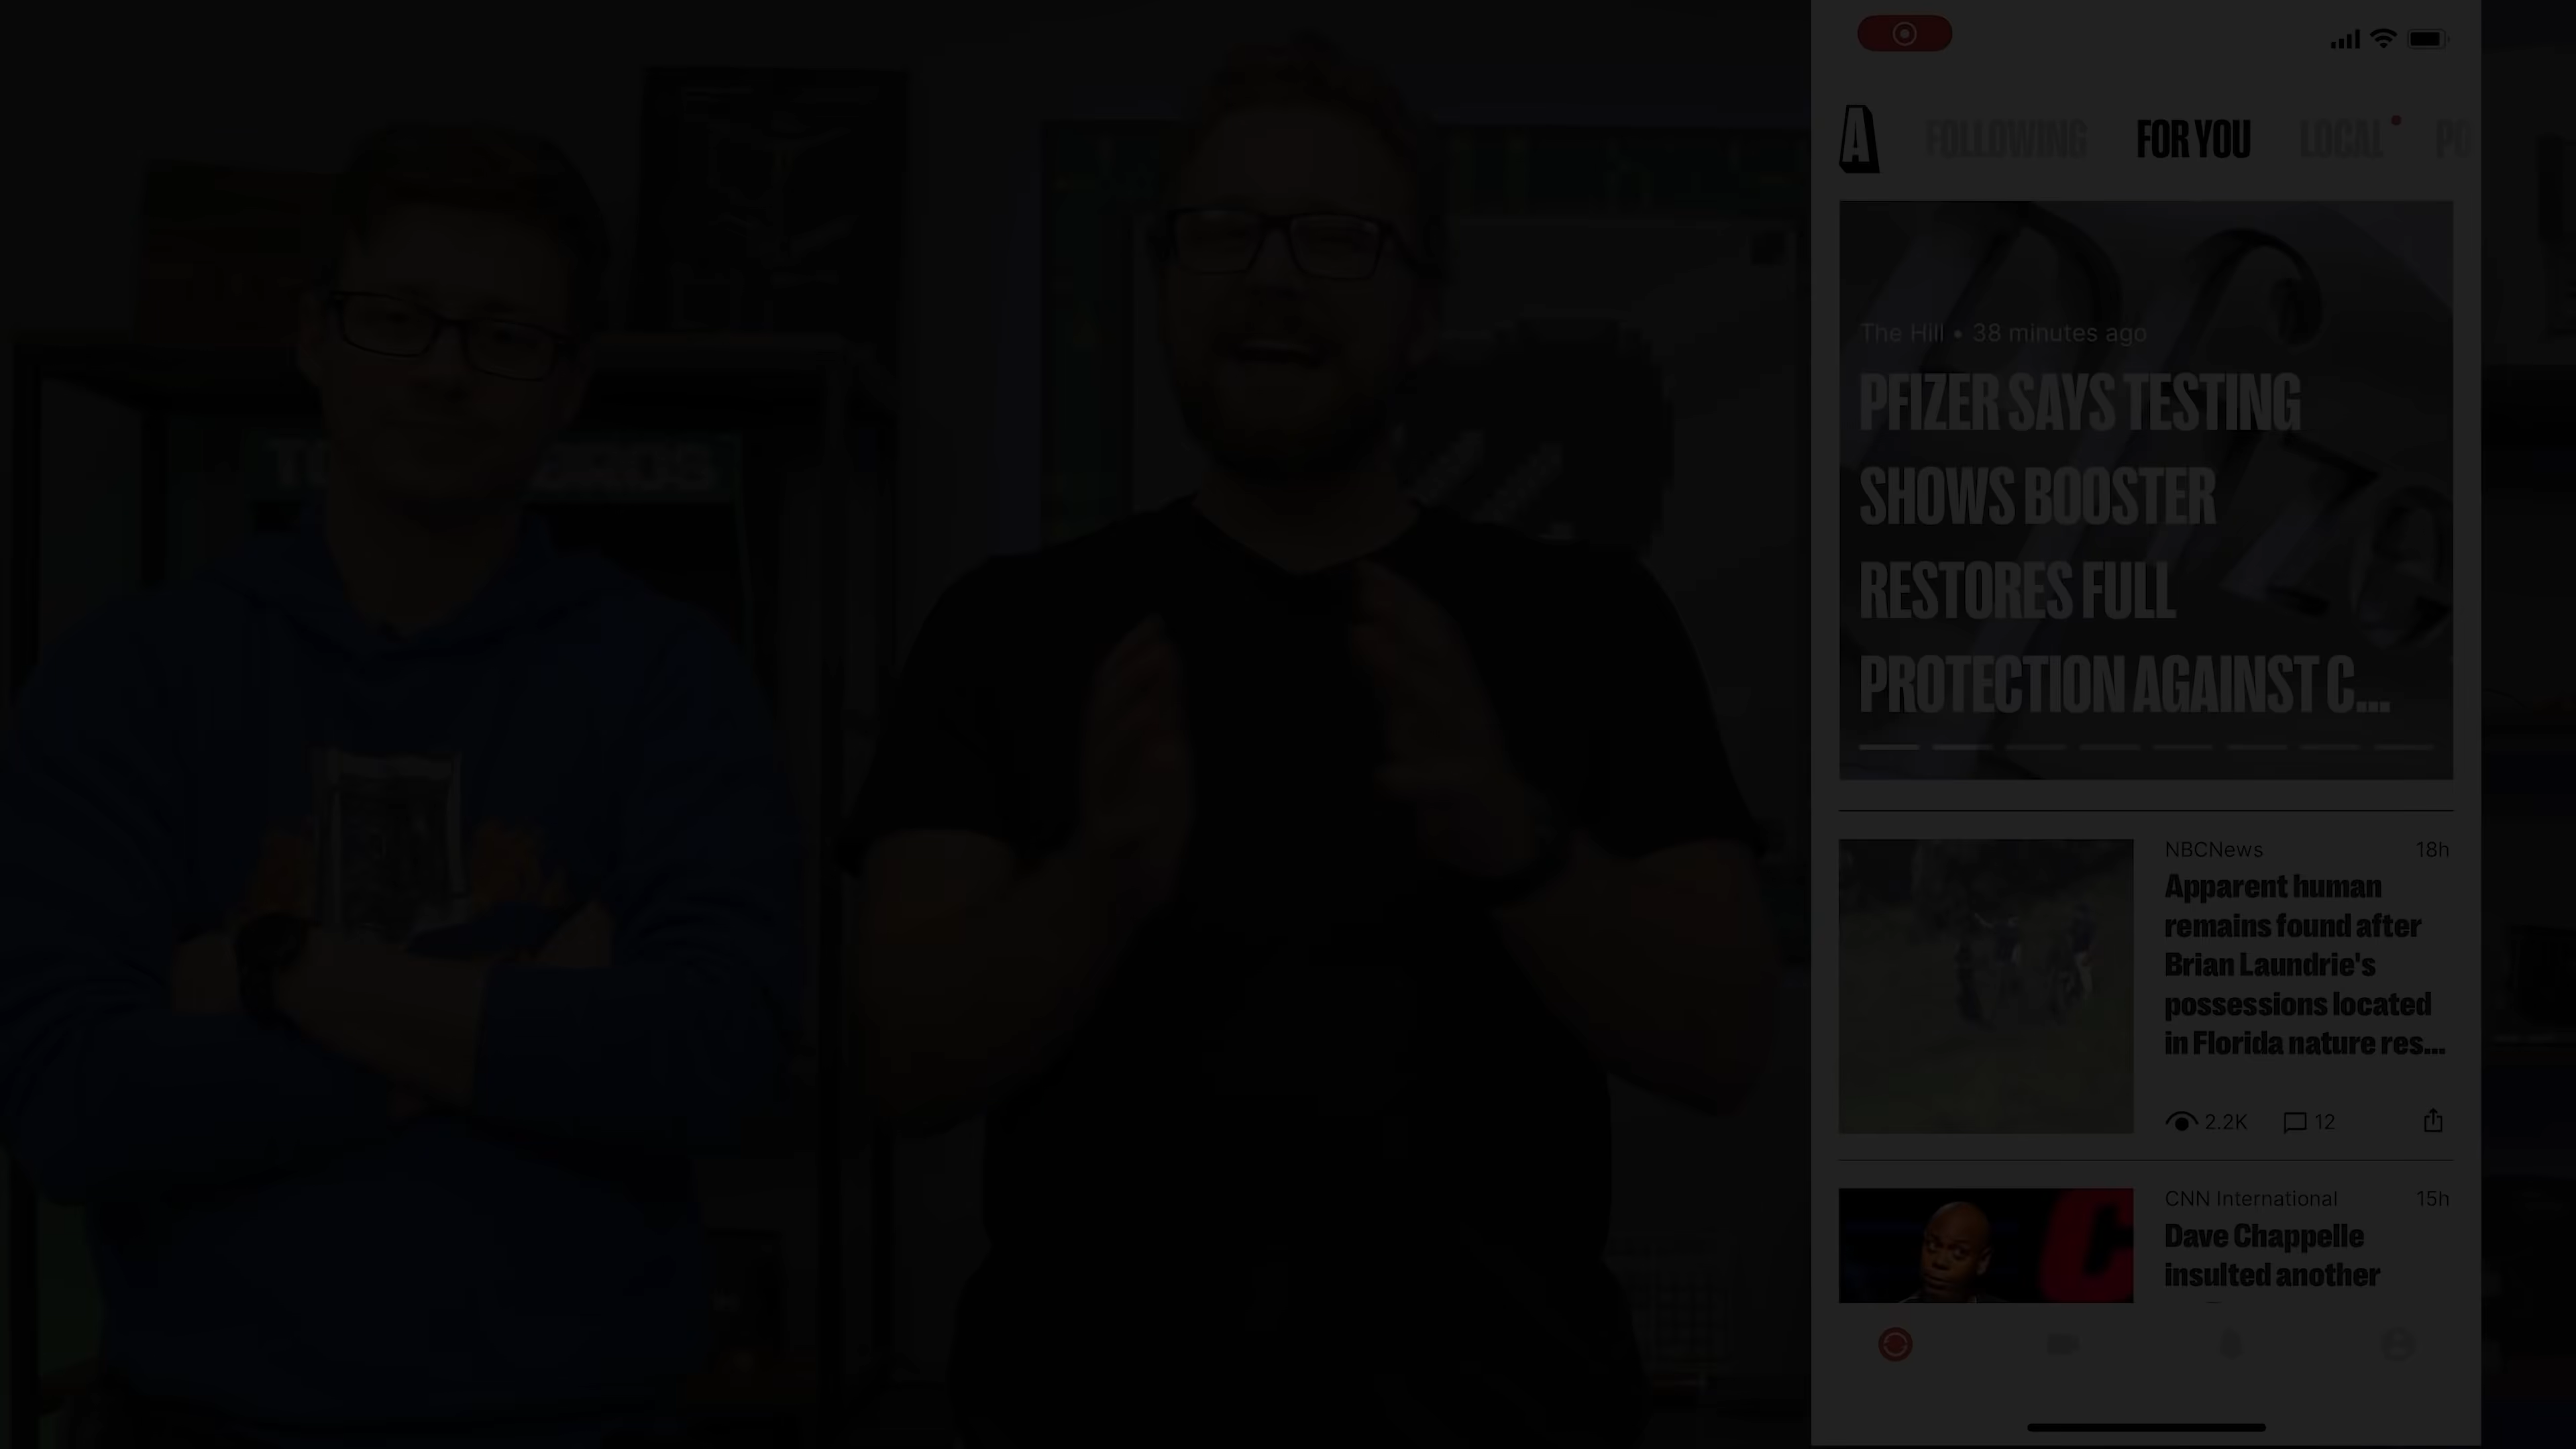 A FOLLOWING FOR YOU LOCAL PO
The Hill • 38 minutes ago
PFIZER SAYS TESTING
SHOWS BOOSTER
RESTORES FULL
PROTECTION AGAINST C...
NBCNews 18h
Apparent human
remains found after
Brian Laundrie's
possessions located
in Florida nature res...
2.2K 12
CNN International 15h
Dave Chappelle
insulted another